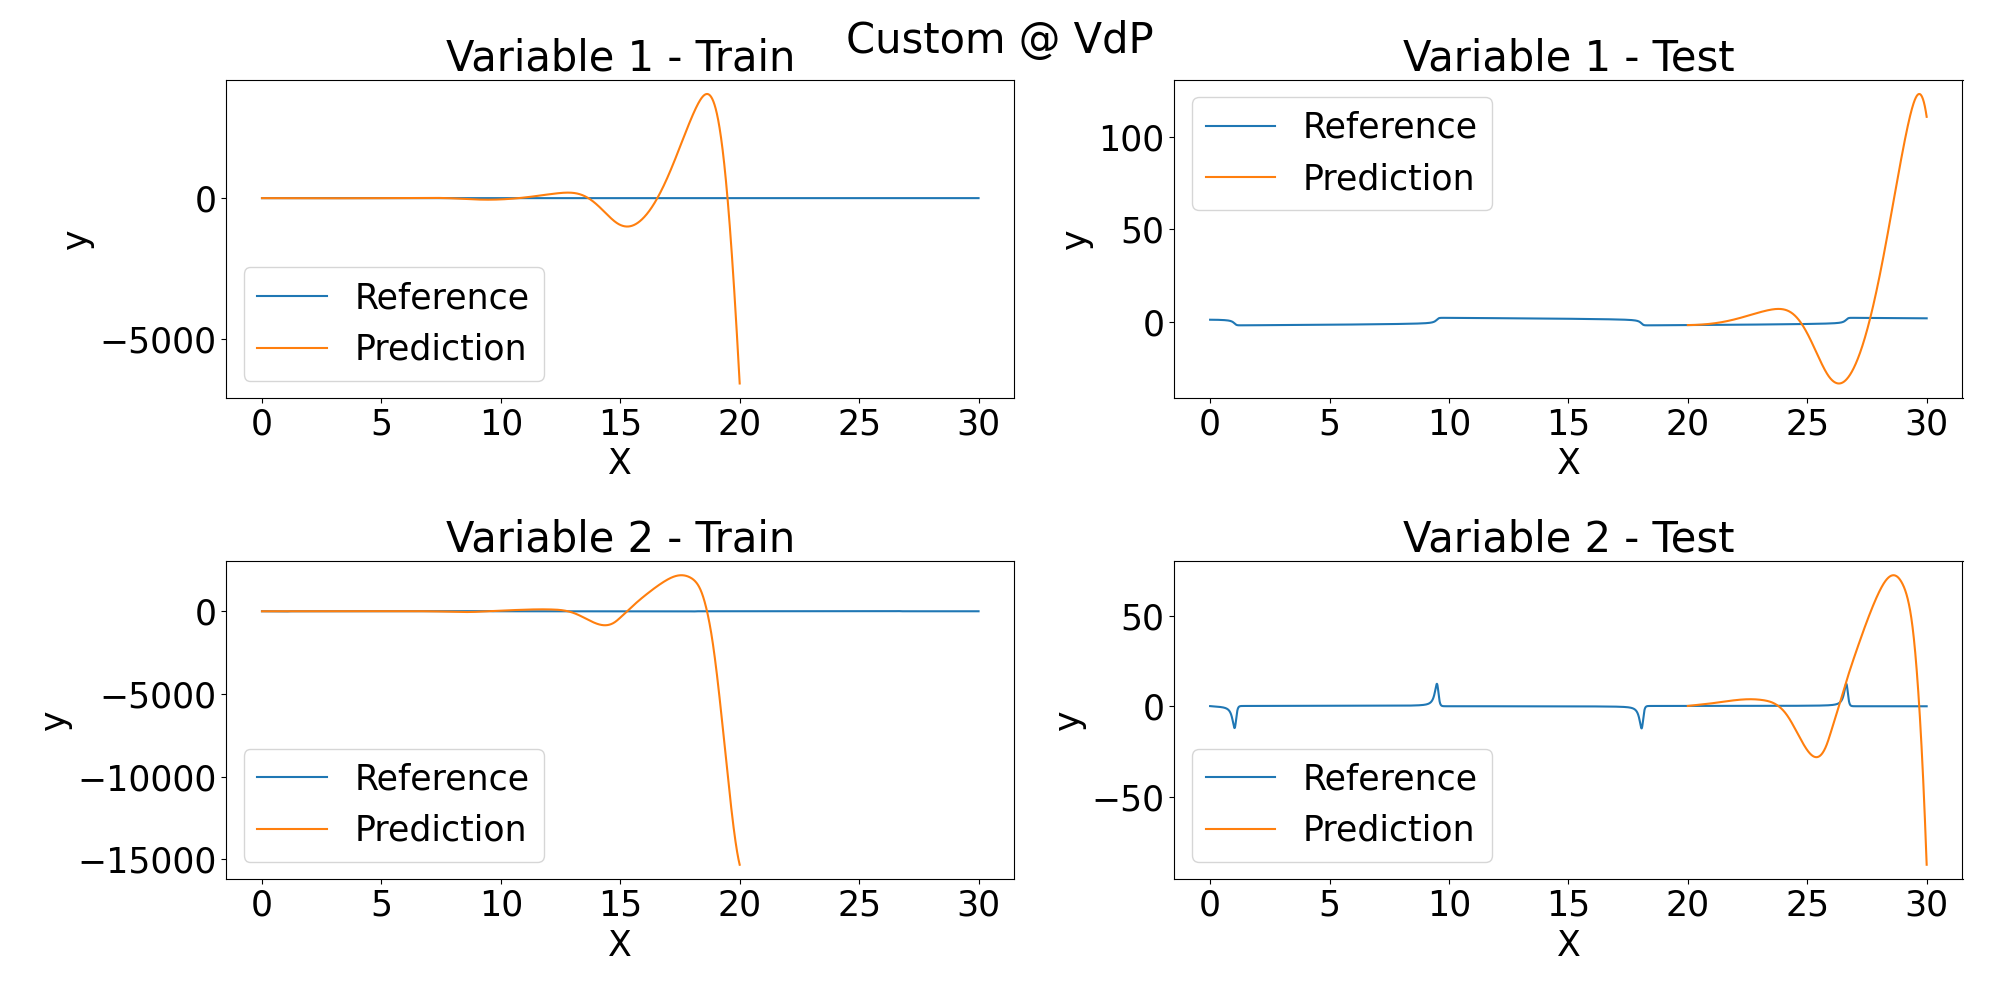 Custom @ VdP
Variable 1 - Train
y
0
−5000
Reference
Prediction
0 5 10 15 20 25 30
X
Variable 1 - Test
y
100
50
0
Reference
Prediction
0 5 10 15 20 25 30
X
Variable 2 - Train
y
0
−5000
−10000
−15000
Reference
Prediction
0 5 10 15 20 25 30
X
Variable 2 - Test
y
50
0
−50
Reference
Prediction
0 5 10 15 20 25 30
X